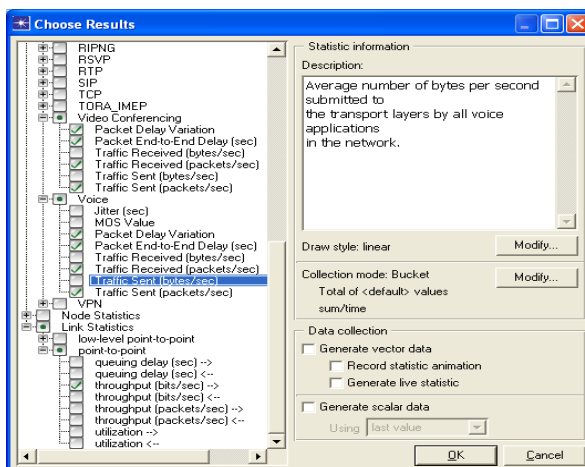 Choose Results
RIPNG
RSVP
RTP
SIP
TCP
TORA_IMEP
Video Conferencing
Packet Delay Variation
Packet End-to-End Delay (sec)
Traffic Received (bytes/sec)
Traffic Received (packets/sec)
Traffic Sent (bytes/sec)
Traffic Sent (packets/sec)
Voice
Jitter (sec)
MOS Value
Packet Delay Variation
Packet End-to-End Delay (sec)
Traffic Received (bytes/sec)
Traffic Received (packets/sec)
Traffic Sent (bytes/sec)
Traffic Sent (packets/sec)
VPN
Node Statistics
Link Statistics
low-level point-to-point
point-to-point
queuing delay (sec) -->
queuing delay (sec) <--
throughput (bits/sec) -->
throughput (bits/sec) <--
throughput (packets/sec) -->
throughput (packets/sec) <--
utilization -->
utilization <--
Statistic information
Description:
Average number of bytes per second
submitted to
the transport layers by all voice
applications
in the network.
Draw style: linear
Modify...
Collection mode: Bucket
Modify...
Total of <default> values
sum/time
Data collection
Generate vector data
Record statistic animation
Generate live statistic
Generate scalar data
Using last value
OK
Cancel